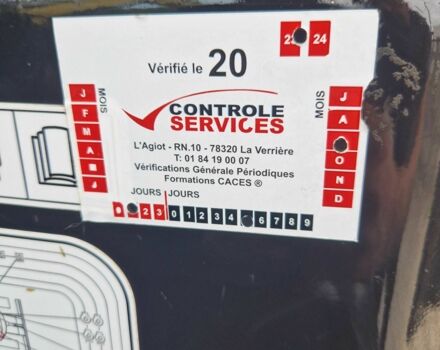 Vérifié le 20
23 24
MOIS
J
F
M
A
M
J
CONTROLE
SERVICES
MOIS
J
A
O
N
D
L'Agiot - RN.10 - 78320 La Verrière
T: 01 84 19 00 07
Vérifications Générale Périodiques
Formations CACES ®
JOURS JOURS
0 2 3 0 1 2 3 4 6 7 8 9